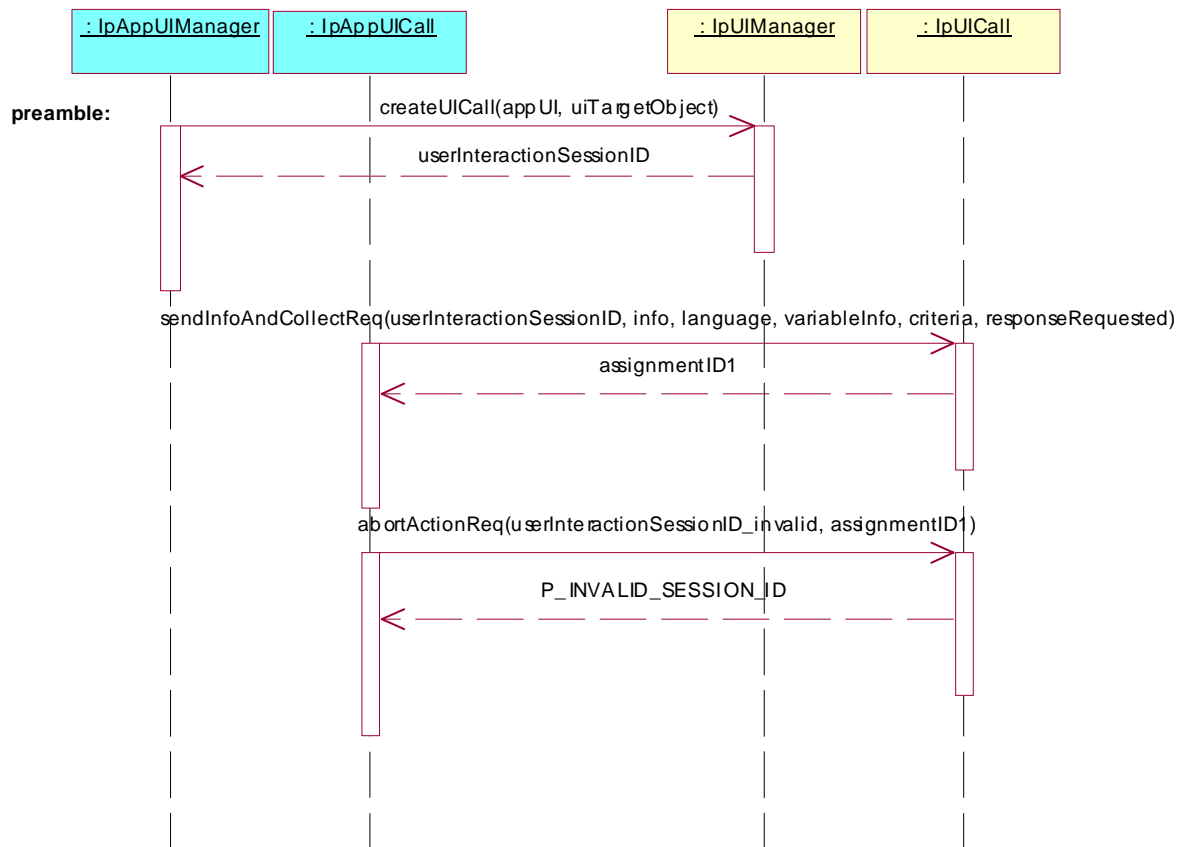 : IpAppUIManager
: IpAppUICall
: IpUIManager
: IpUICall
preamble:
createUICall(appUI, uiTargetObject)
userInteractionSessionID
sendInfoAndCollectReq(userInteractionSessionID, info, language, variableInfo, criteria, responseRequested)
assignmentID1
abortActionReq(userInteractionSessionID_invalid, assignmentID1)
P_INVALID_SESSION_ID